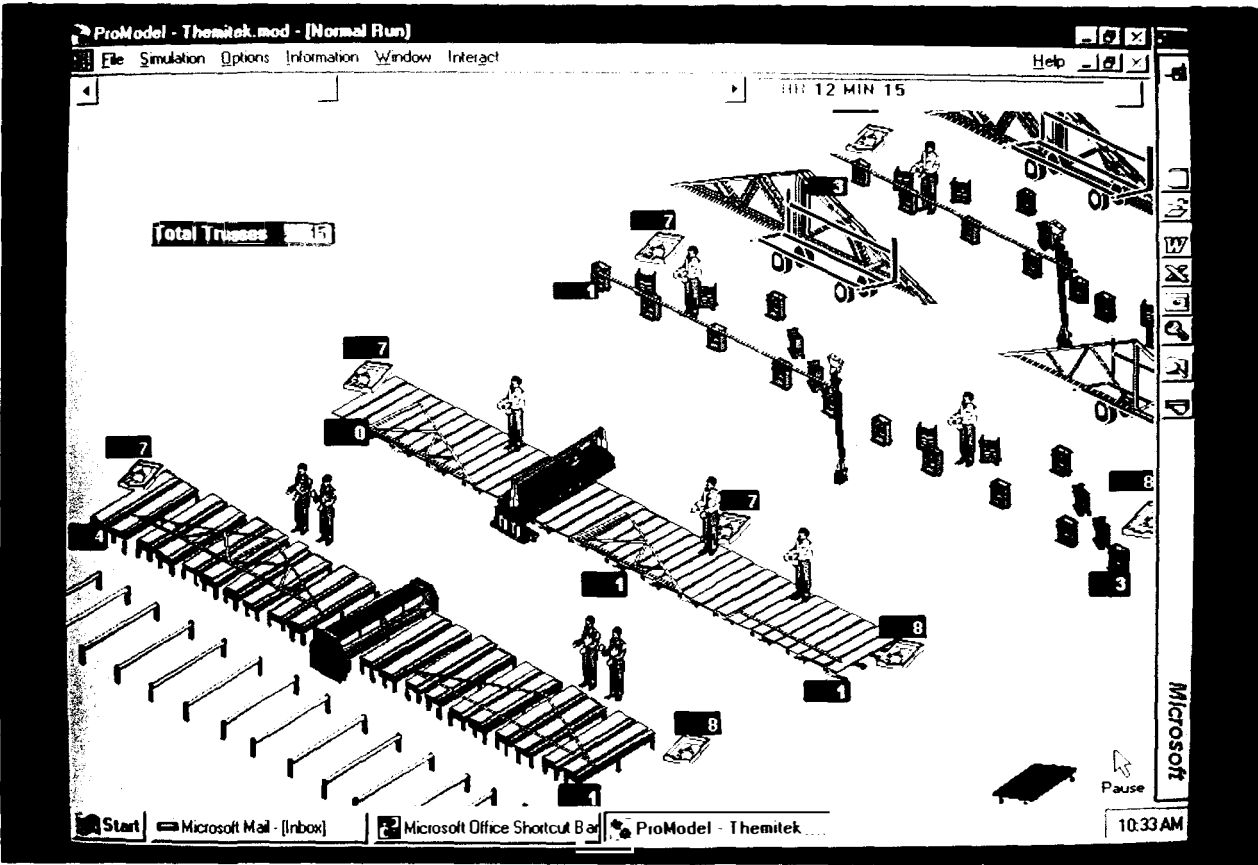 ProModel - Themitek.mod - [Normal Run]
File Simulation Options Information Window Interact Help
HR 12 MIN 15
3
7
1
7
Total Trusses
0
7
4
7
8
1
3
8
1
8
1
Pause
Microsoft
Start Microsoft Mail - [Inbox] Microsoft Office Shortcut Bar ProModel - Themitek ....
10:33 AM